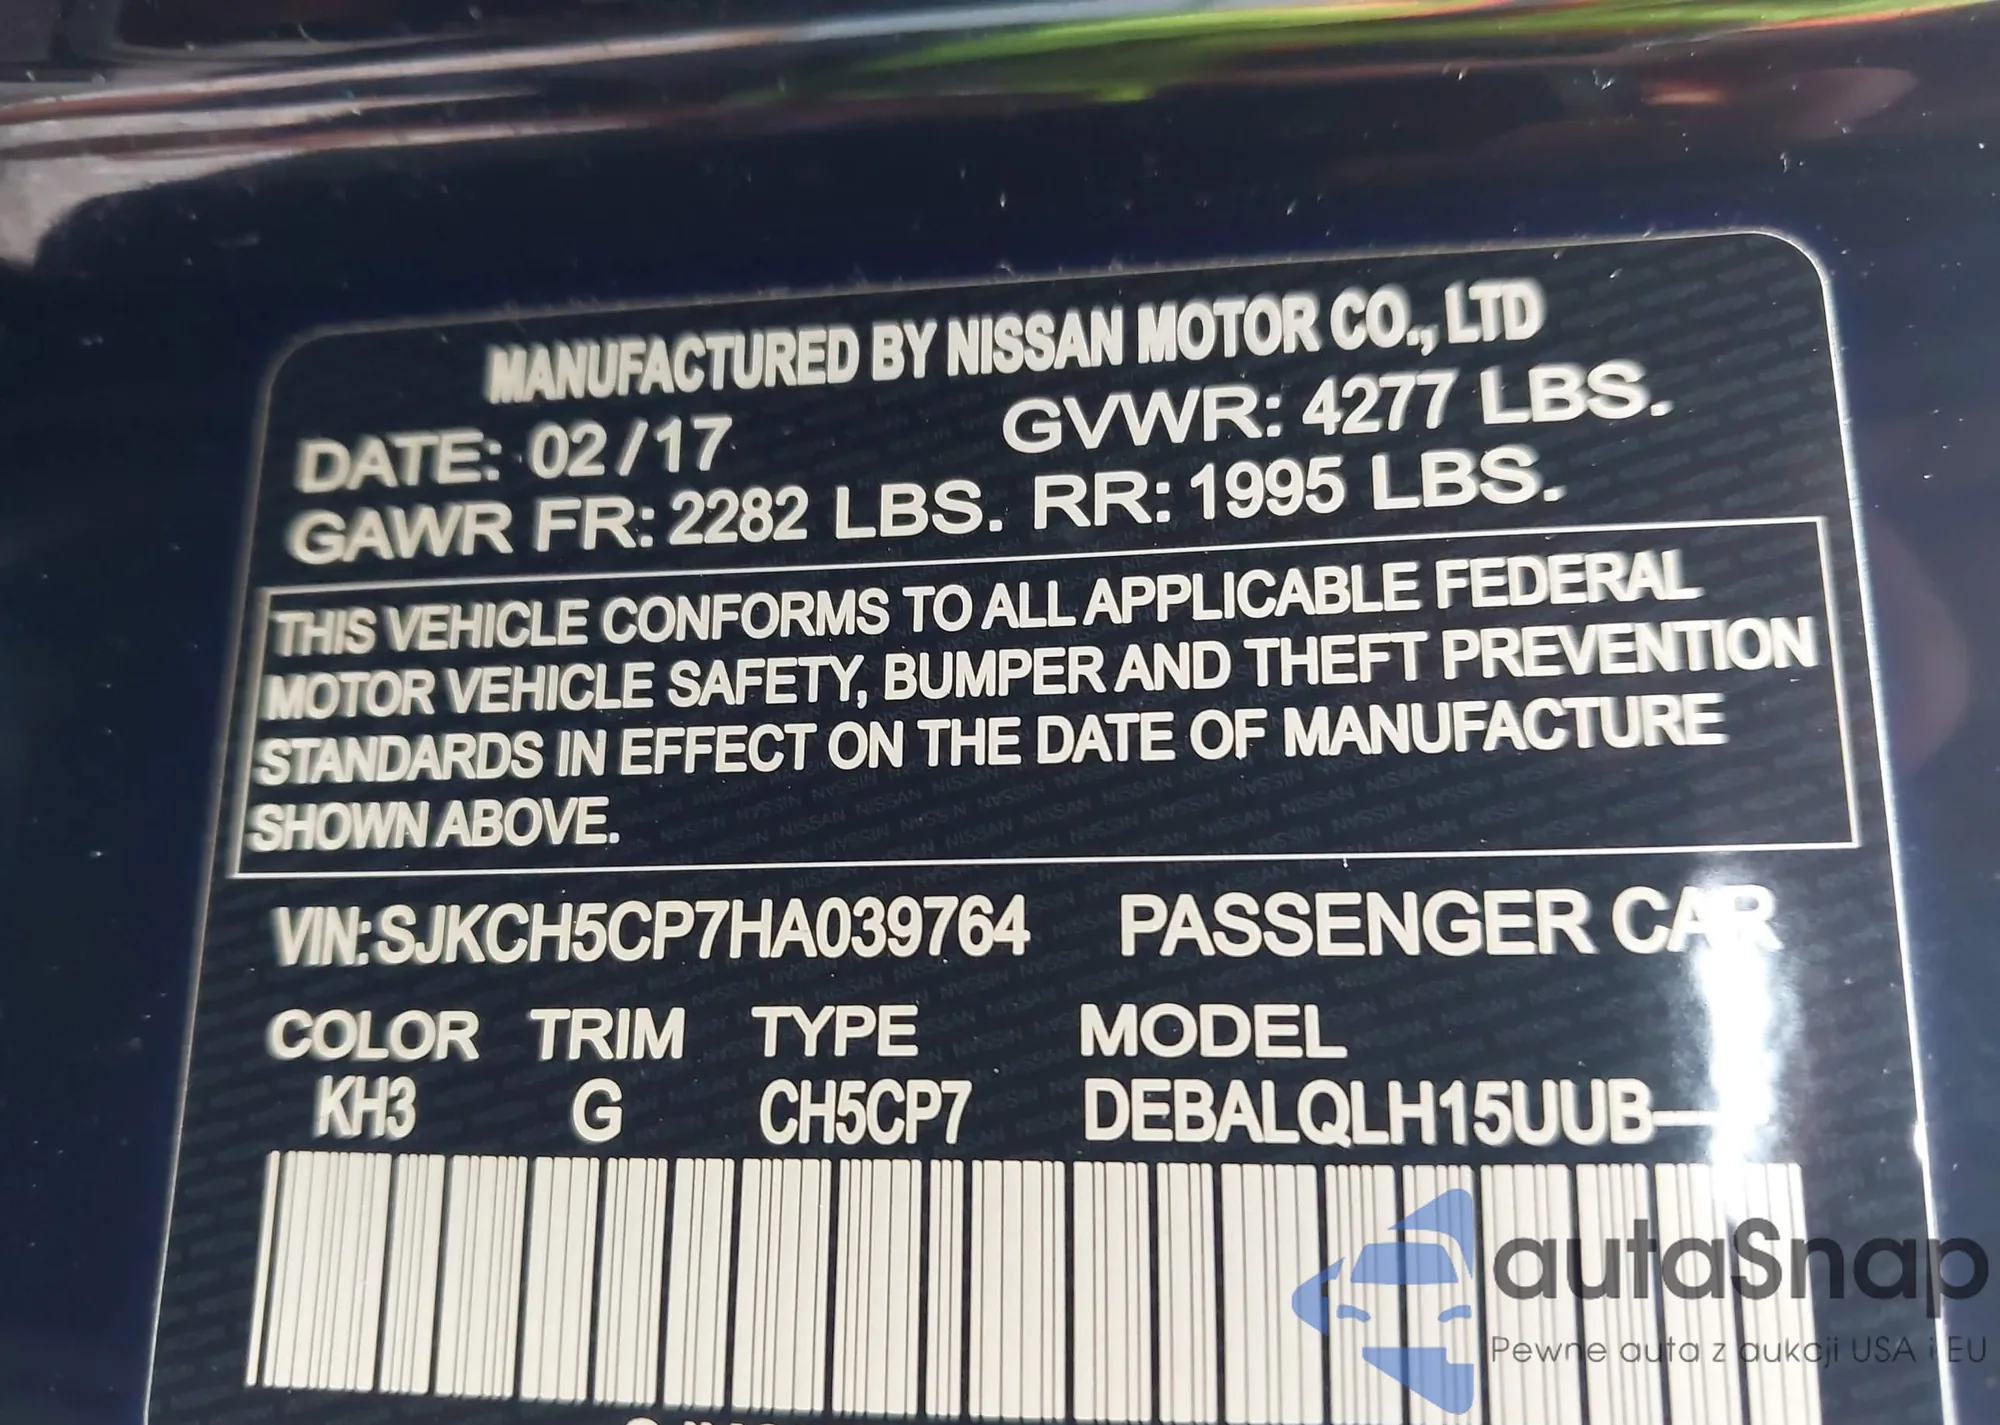 MANUFACTURED BY NISSAN MOTOR CO., LTD
DATE: 02/17 GVWR: 4277 LBS.
GAWR FR: 2282 LBS. RR: 1995 LBS.
THIS VEHICLE CONFORMS TO ALL APPLICABLE FEDERAL
MOTOR VEHICLE SAFETY, BUMPER AND THEFT PREVENTION
STANDARDS IN EFFECT ON THE DATE OF MANUFACTURE
SHOWN ABOVE.
VIN:SJKCH5CP7HA039764 PASSENGER CAR
COLOR TRIM TYPE MODEL
KH3 G CH5CP7 DEBALQLH15UUB
autaSnap
Pewne auta z aukcji USA i EU